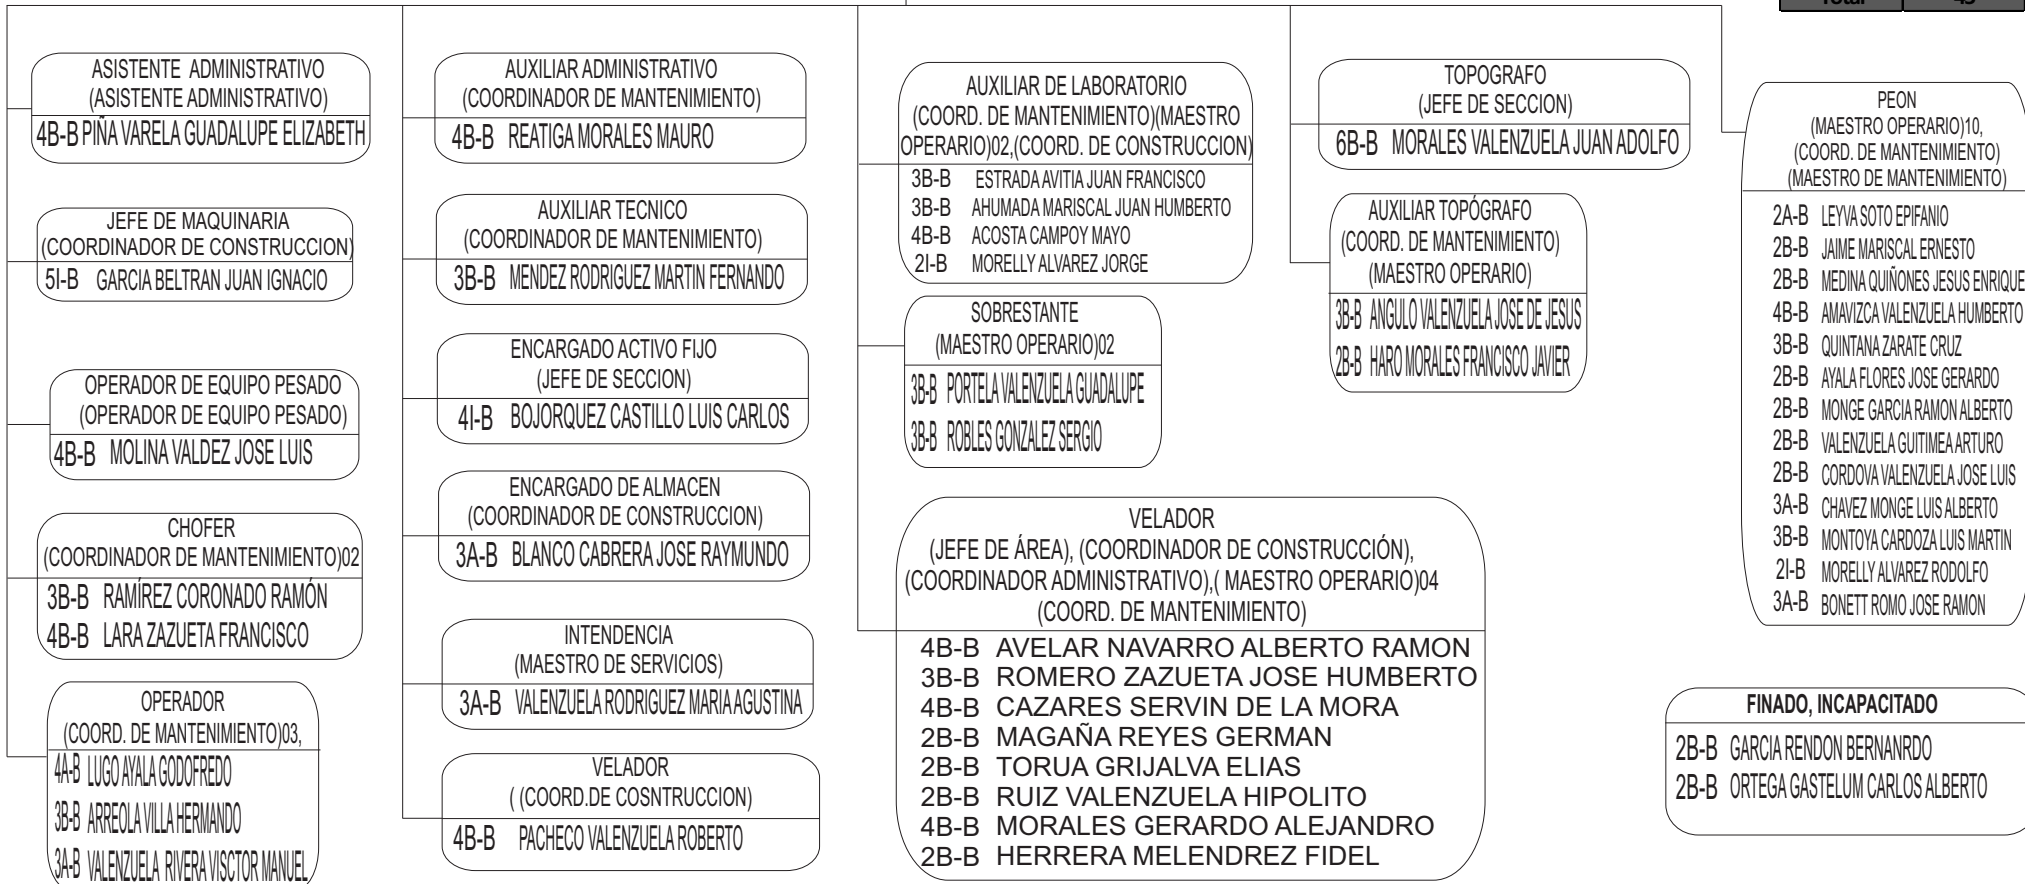 Total 45
ASISTENTE ADMINISTRATIVO
(ASISTENTE ADMINISTRATIVO)
4B-B PIÑA VARELA GUADALUPE ELIZABETH
JEFE DE MAQUINARIA
(COORDINADOR DE CONSTRUCCION)
5I-B GARCIA BELTRAN JUAN IGNACIO
OPERADOR DE EQUIPO PESADO
(OPERADOR DE EQUIPO PESADO)
4B-B MOLINA VALDEZ JOSE LUIS
CHOFER
(COORDINADOR DE MANTENIMIENTO)02
3B-B RAMÍREZ CORONADO RAMÓN
4B-B LARA ZAZUETA FRANCISCO
OPERADOR
(COORD. DE MANTENIMIENTO)03,
4A-B LUGO AYALA GODOFREDO
3B-B ARREOLA VILLA HERMANDO
3A-B VALENZUELA RIVERA VISCTOR MANUEL
AUXILIAR ADMINISTRATIVO
(COORDINADOR DE MANTENIMIENTO)
4B-B REATIGA MORALES MAURO
AUXILIAR TECNICO
(COORDINADOR DE MANTENIMIENTO)
3B-B MENDEZ RODRIGUEZ MARTIN FERNANDO
ENCARGADO ACTIVO FIJO
(JEFE DE SECCION)
4I-B BOJORQUEZ CASTILLO LUIS CARLOS
ENCARGADO DE ALMACEN
(COORDINADOR DE CONSTRUCCION)
3A-B BLANCO CABRERA JOSE RAYMUNDO
INTENDENCIA
(MAESTRO DE SERVICIOS)
3A-B VALENZUELA RODRIGUEZ MARIA AGUSTINA
VELADOR
( (COORD.DE COSNTRUCCION)
4B-B PACHECO VALENZUELA ROBERTO
AUXILIAR DE LABORATORIO
(COORD. DE MANTENIMIENTO)(MAESTRO
OPERARIO)02,(COORD. DE CONSTRUCCION)
3B-B ESTRADA AVITIA JUAN FRANCISCO
3B-B AHUMADA MARISCAL JUAN HUMBERTO
4B-B ACOSTA CAMPOY MAYO
2I-B MORELLY ALVAREZ JORGE
SOBRESTANTE
(MAESTRO OPERARIO)02
3B-B PORTELA VALENZUELA GUADALUPE
3B-B ROBLES GONZALEZ SERGIO
VELADOR
(JEFE DE ÁREA), (COORDINADOR DE CONSTRUCCIÓN),
(COORDINADOR ADMINISTRATIVO),( MAESTRO OPERARIO)04
(COORD. DE MANTENIMIENTO)
4B-B AVELAR NAVARRO ALBERTO RAMON
3B-B ROMERO ZAZUETA JOSE HUMBERTO
4B-B CAZARES SERVIN DE LA MORA
2B-B MAGAÑA REYES GERMAN
2B-B TORUA GRIJALVA ELIAS
2B-B RUIZ VALENZUELA HIPOLITO
4B-B MORALES GERARDO ALEJANDRO
2B-B HERRERA MELENDREZ FIDEL
TOPOGRAFO
(JEFE DE SECCION)
6B-B MORALES VALENZUELA JUAN ADOLFO
AUXILIAR TOPÓGRAFO
(COORD. DE MANTENIMIENTO)
(MAESTRO OPERARIO)
3B-B ANGULO VALENZUELA JOSE DE JESUS
2B-B HARO MORALES FRANCISCO JAVIER
PEON
(MAESTRO OPERARIO)10,
(COORD. DE MANTENIMIENTO)
(MAESTRO DE MANTENIMIENTO)
2A-B LEYVA SOTO EPIFANIO
2B-B JAIME MARISCAL ERNESTO
2B-B MEDINA QUIÑONES JESUS ENRIQUE
4B-B AMAVIZCA VALENZUELA HUMBERTO
3B-B QUINTANA ZARATE CRUZ
2B-B AYALA FLORES JOSE GERARDO
2B-B MONGE GARCIA RAMON ALBERTO
2B-B VALENZUELA GUITIMEA ARTURO
2B-B CORDOVA VALENZUELA JOSE LUIS
3A-B CHAVEZ MONGE LUIS ALBERTO
3B-B MONTOYA CARDOZA LUIS MARTIN
2I-B MORELLY ALVAREZ RODOLFO
3A-B BONETT ROMO JOSE RAMON
FINADO, INCAPACITADO
2B-B GARCIA RENDON BERNANRDO
2B-B ORTEGA GASTELUM CARLOS ALBERTO